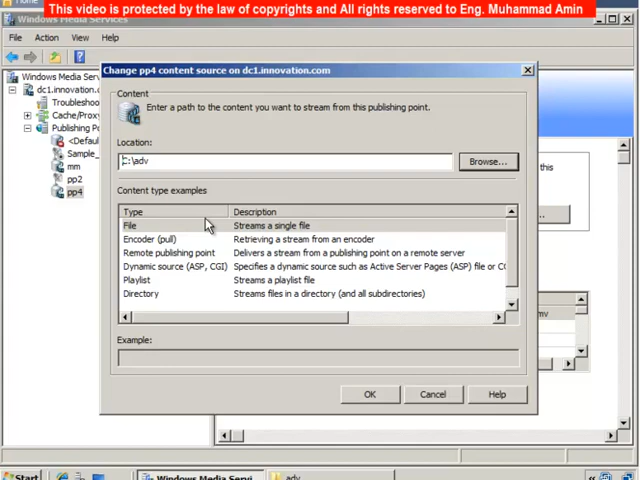 Home
This video is protected by the law of copyrights and All rights reserved to Eng. Muhammad Amin
Windows Media Services
File Action View Help
Windows Media Serv
dc1.innovation.c
Troublesho
Cache/Proxy
Publishing Po
<Defau
Sample_
mm
pp2
pp4
Change pp4 content source on dc1.innovation.com
Content
Enter a path to the content you want to stream from this publishing point.
Location:
C:\adv
Browse...
Content type examples
Type Description
File Streams a single file
Encoder (pull) Retrieving a stream from an encoder
Remote publishing point Delivers a stream from a publishing point on a remote server
Dynamic source (ASP, CGI) Specifies a dynamic source such as Active Server Pages (ASP) file or CG
Playlist Streams a playlist file
Directory Streams files in a directory (and all subdirectories)
Example:
OK Cancel Help
this
...
mv
Start
Windows Media Servi...
adv